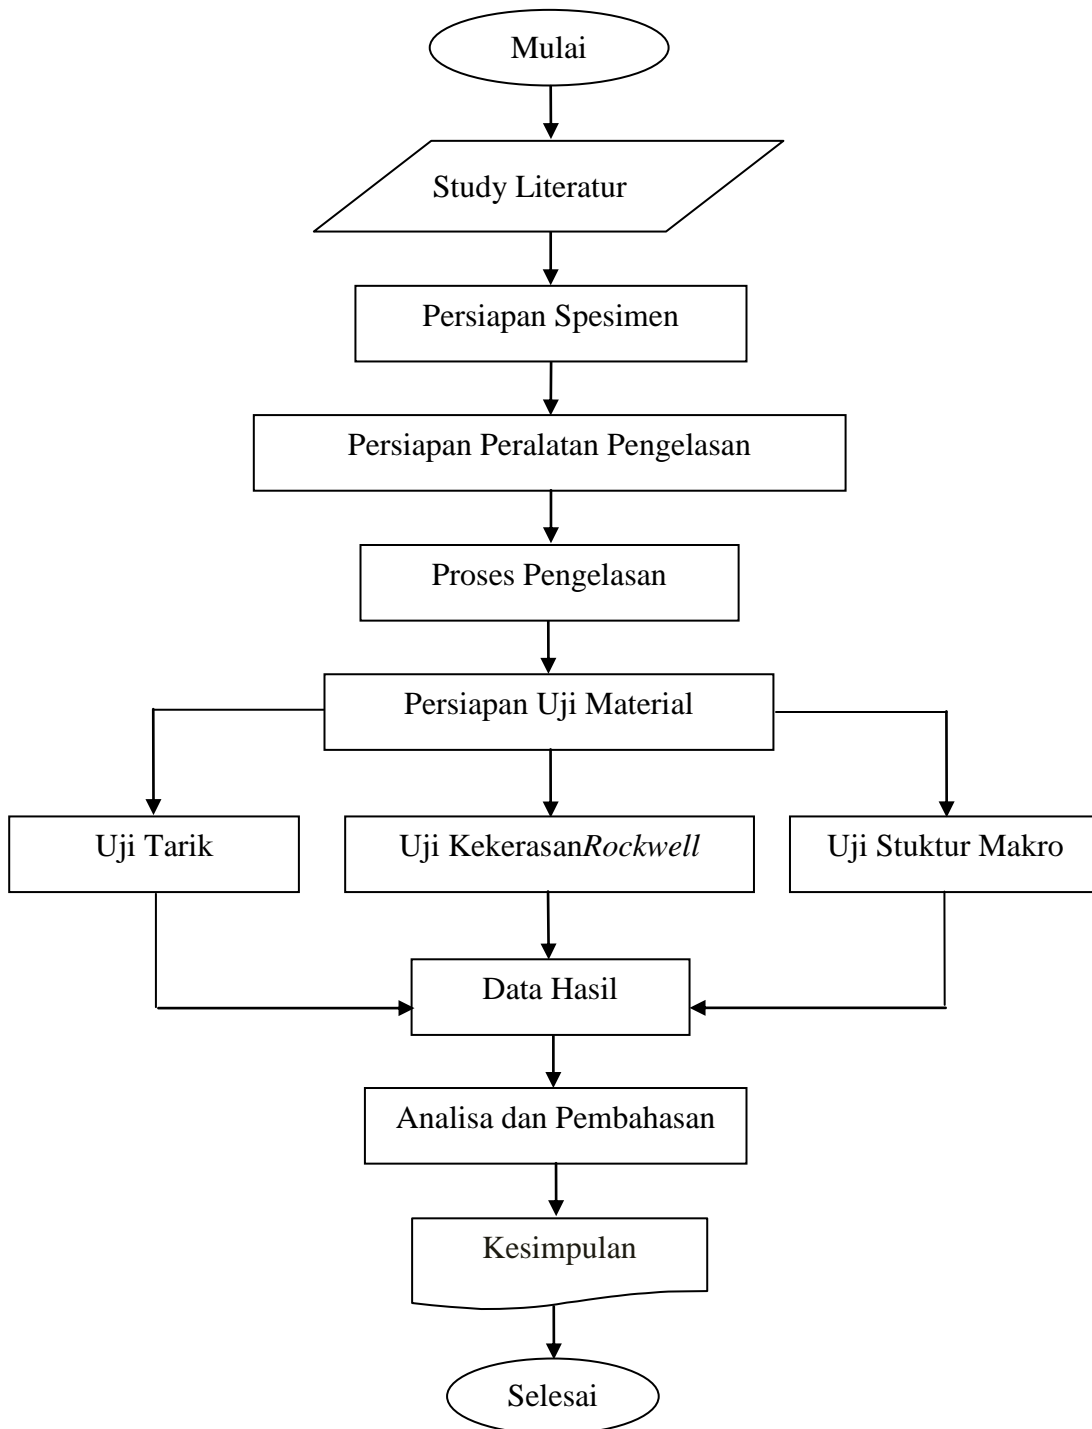 Mulai
Study Literatur
Persiapan Spesimen
Persiapan Peralatan Pengelasan
Proses Pengelasan
Persiapan Uji Material
Uji Tarik
Uji KekerasanRockwell
Uji Stuktur Makro
Data Hasil
Analisa dan Pembahasan
Kesimpulan
Selesai